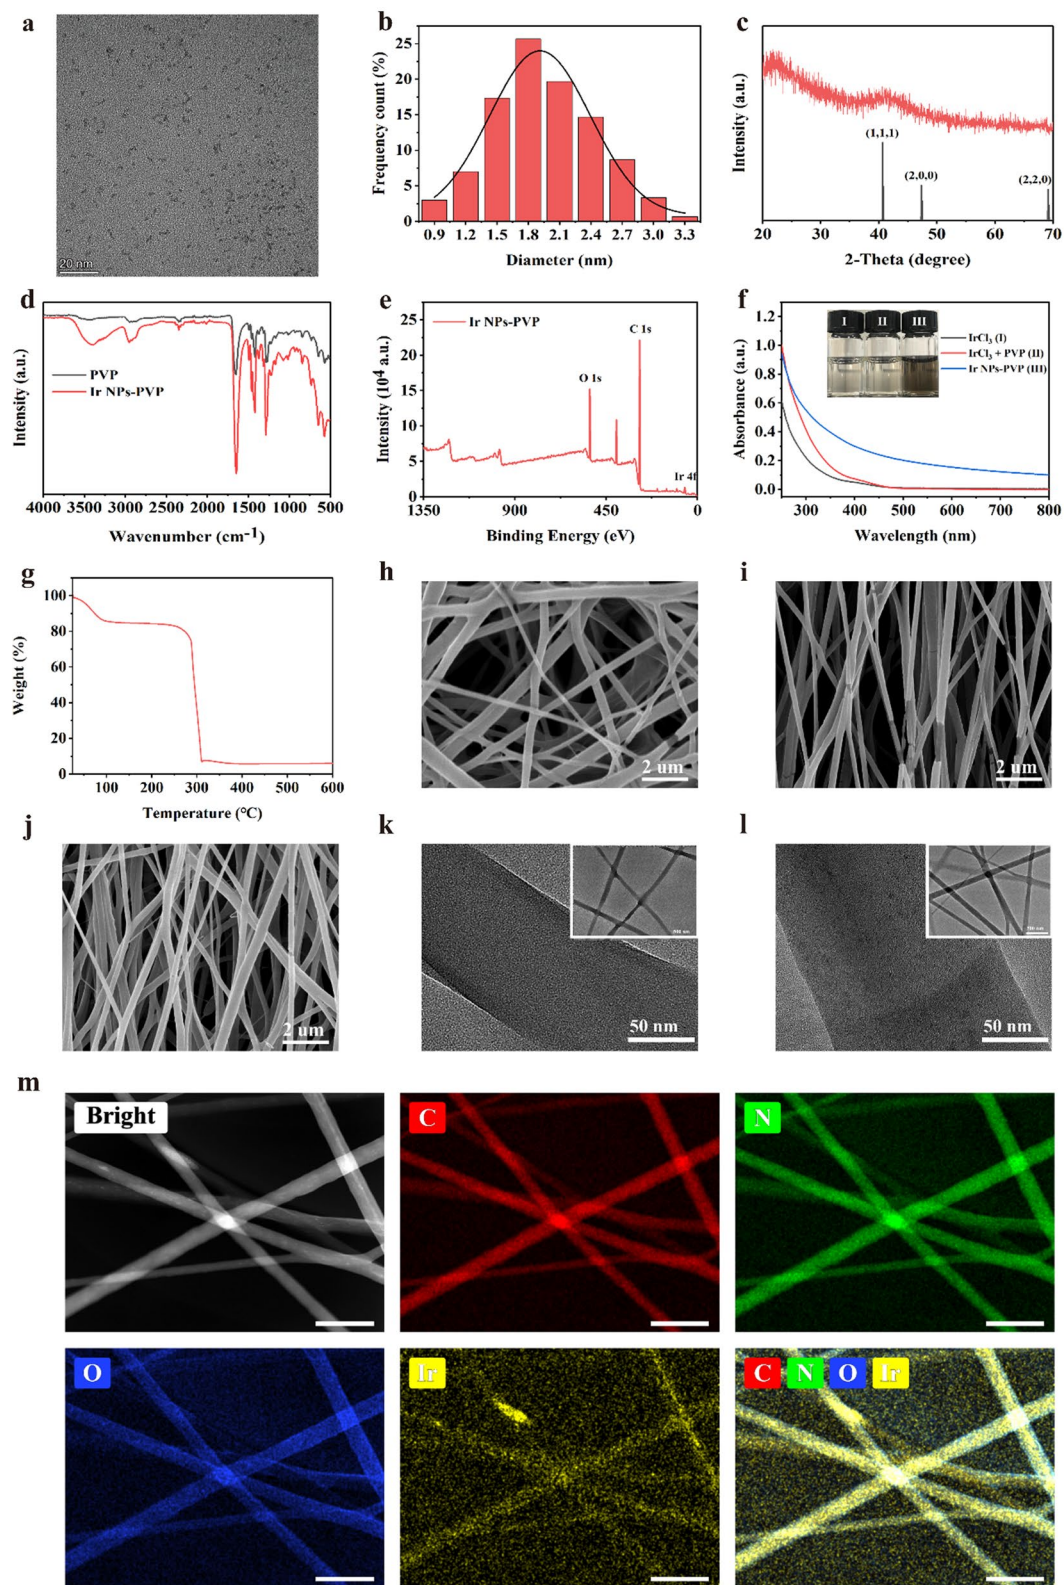 a
20 nm
b
Frequency count (%)
25
20
15
10
5
0
0.9 1.2 1.5 1.8 2.1 2.4 2.7 3.0 3.3
Diameter (nm)
c
Intensity (a.u.)
(1,1,1)
(2,0,0)
(2,2,0)
20 30 40 50 60 70
2-Theta (degree)
d
Intensity (a.u.)
PVP
Ir NPs-PVP
4000 3500 3000 2500 2000 1500 1000 500
Wavenumber (cm-1)
e
Intensity (10⁴ a.u.)
25
20
15
10
5
0
Ir NPs-PVP
C 1s
O 1s
Ir 4f
1350 900 450 0
Binding Energy (eV)
f
Absorbance (a.u.)
1.2
1.0
0.8
0.6
0.4
0.2
0.0
I II III
IrCl₃ (I)
IrCl₃ + PVP (II)
Ir NPs-PVP (III)
300 400 500 600 700 800
Wavelength (nm)
g
Weight (%)
100
80
60
40
20
0
100 200 300 400 500 600
Temperature (°C)
h
2 um
i
2 um
j
2 um
k
50 nm
l
50 nm
m
Bright
C
N
O
Ir
C N O Ir